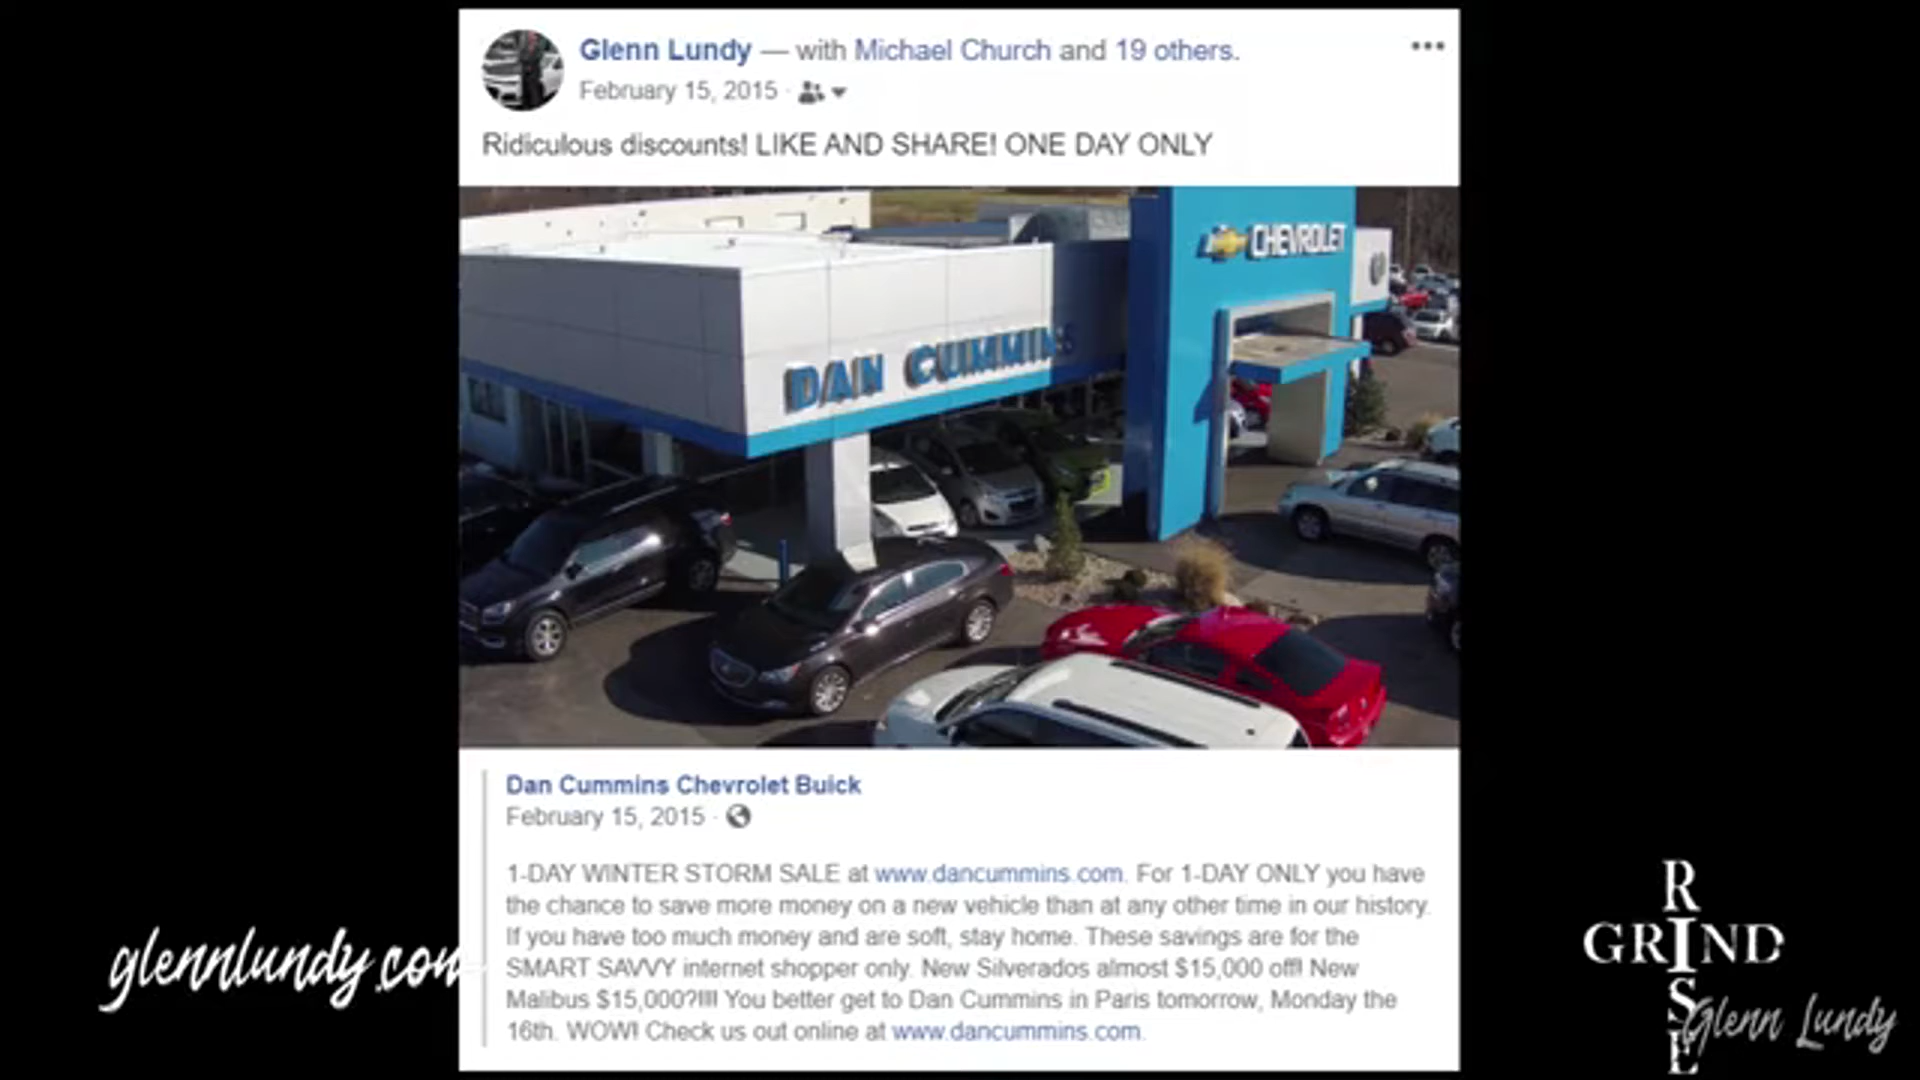 Glenn Lundy — with Michael Church and 19 others.
February 15, 2015 ·
Ridiculous discounts! LIKE AND SHARE! ONE DAY ONLY
CHEVROLET
DAN CUMMINS
Dan Cummins Chevrolet Buick
February 15, 2015 ·
1-DAY WINTER STORM SALE at www.dancummins.com. For 1-DAY ONLY you have
the chance to save more money on a new vehicle than at any other time in our history.
If you have too much money and are soft, stay home. These savings are for the
SMART SAVVY internet shopper only. New Silverados almost $15,000 off!! New
Malibus $15,000?!!!! You better get to Dan Cummins in Paris tomorrow, Monday the
16th. WOW! Check us out online at www.dancummins.com.
glennlundy.com
RISE
GRIND
Glenn Lundy